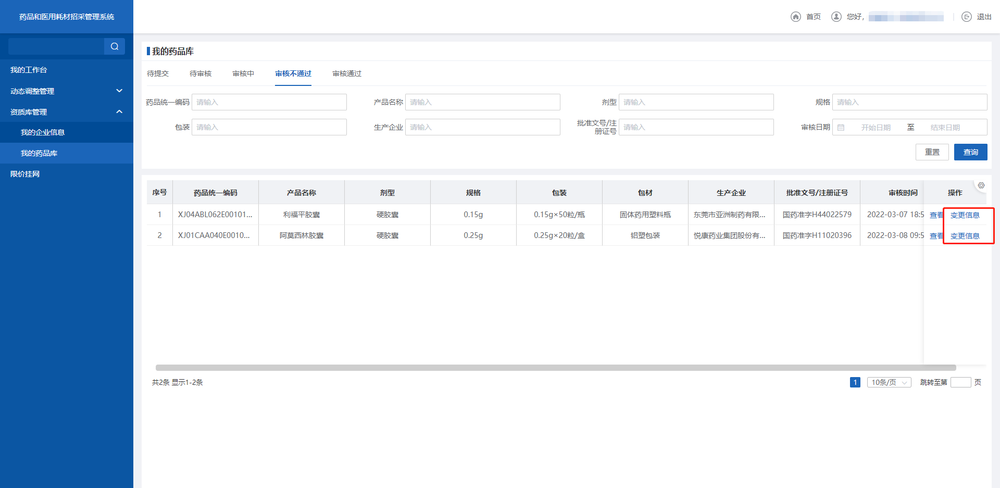 药品和医用耗材招采管理系统
首页 您好, 退出
我的工作台
动态调整管理
资质库管理
我的企业信息
我的药品库
限价挂网
我的药品库
待提交 待审核 审核中 审核不通过 审核通过
药品统一编码 请输入 产品名称 请输入 剂型 请输入 规格 请输入
包装 请输入 生产企业 请输入 批准文号/注册证号 请输入 审核日期 开始日期 至 结束日期
重置 查询
序号 药品统一编码 产品名称 剂型 规格 包装 包材 生产企业 批准文号/注册证号 审核时间 操作
1 XJ04ABL062E00101... 利福平胶囊 硬胶囊 0.15g 0.15g×50粒/瓶 固体药用塑料瓶 东莞市亚洲制药有限... 国药准字H44022579 2022-03-07 18:5 查看 变更信息
2 XJ01CAA040E0010... 阿莫西林胶囊 硬胶囊 0.25g 0.25g×20粒/盒 铝塑包装 悦康药业集团股份有... 国药准字H11020396 2022-03-08 09:5 查看 变更信息
共2条 显示1-2条 1 10条/页 跳转至第 页